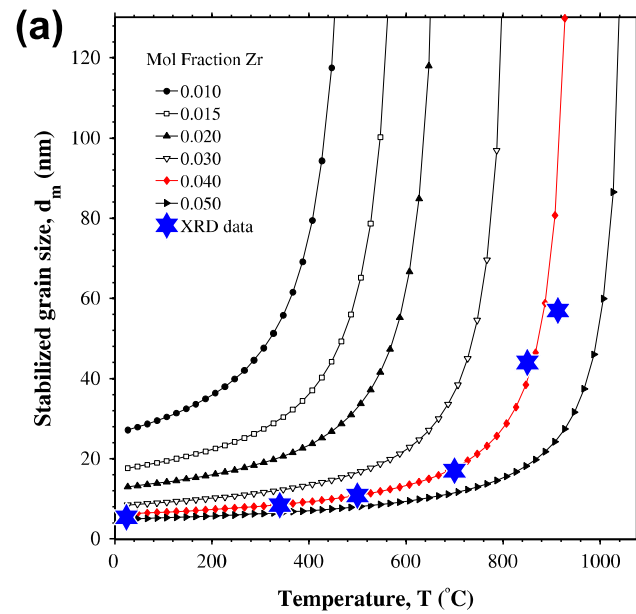 (a)
Mol Fraction Zr
0.010
0.015
0.020
0.030
0.040
0.050
XRD data
Stabilized grain size, dm (nm)
120
100
80
60
40
20
0
0 200 400 600 800 1000
Temperature, T (°C)